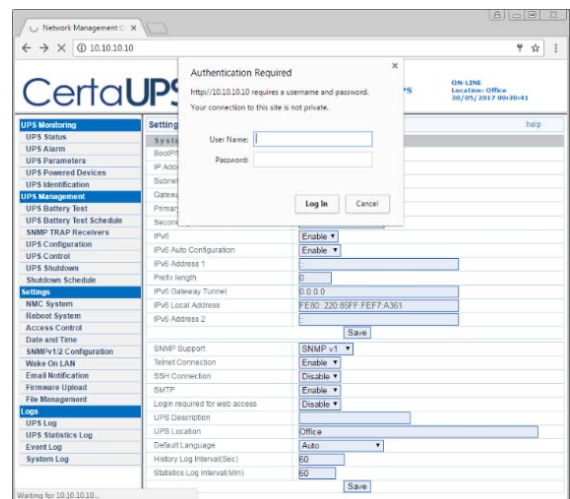 Network Management C
10.10.10.10
CertaUPS
PS
ON-LINE
Location: Office
30/05/2017 00:30:41
Authentication Required
http://10.10.10.10 requires a username and password.
Your connection to this site is not private.
User Name:
Password:
Log In
Cancel
UPS Monitoring
UPS Status
UPS Alarm
UPS Parameters
UPS Powered Devices
UPS Identification
UPS Management
UPS Battery Test
UPS Battery Test Schedule
SNMP TRAP Receivers
UPS Configuration
UPS Control
UPS Shutdown
Shutdown Schedule
Settings
NMC System
Reboot System
Access Control
Date and Time
SNMPv1/2 Configuration
Wake On LAN
Email Notification
Firmware Upload
File Management
Logs
UPS Log
UPS Statistics Log
Event Log
System Log
Setting
help
Syste
BootP/
IP Addr
Subnet
Gatewa
Primar
Secon
IPv6 Enable
IPv6 Auto Configuration Enable
IPv6 Address 1 ::
Prefix length 0
IPv6 Gateway Tunnel 0.0.0.0
IPv6 Local Address FE80::220:85FF:FEF7:A361
IPv6 Address 2 ::
Save
SNMP Support SNMP v1
Telnet Connection Enable
SSH Connection Disable
SMTP Enable
Login required for web access Disable
UPS Description
UPS Location Office
Default Language Auto
History Log Interval(Sec) 60
Statistics Log Interval(Min) 60
Save
Waiting for 10.10.10.10...